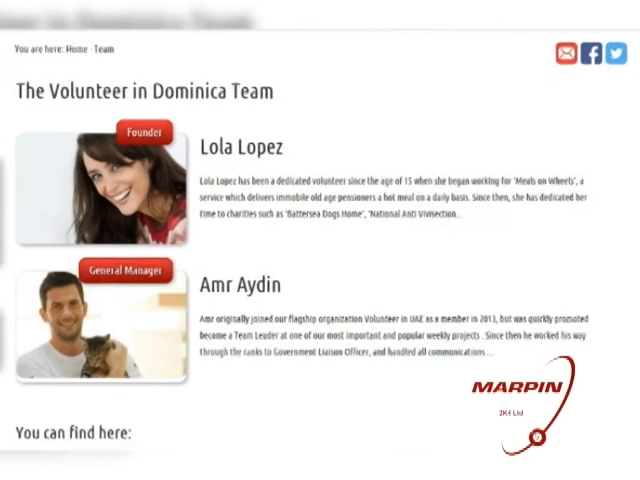 You are here: Home - Team
The Volunteer in Dominica Team
Founder
Lola Lopez
Lola Lopez has been a dedicated volunteer since the age of 15 when she began working for 'Meals on Wheels', a
service which delivers immobile old age pensioners a hot meal on a daily basis. Since then, she has dedicated her
time to charities such as 'Battersea Dogs Home', 'National Anti Vivisection...
General Manager
Amr Aydin
Amr originally joined our flagship organization Volunteer in UAE as a member in 2013, but was quickly promoted
become a Team Leader at one of our most important and popular weekly projects. Since then he worked his way
through the ranks to Government Liaison Officer, and handled all communications ...
MARPIN
2K4 Ltd
You can find here: